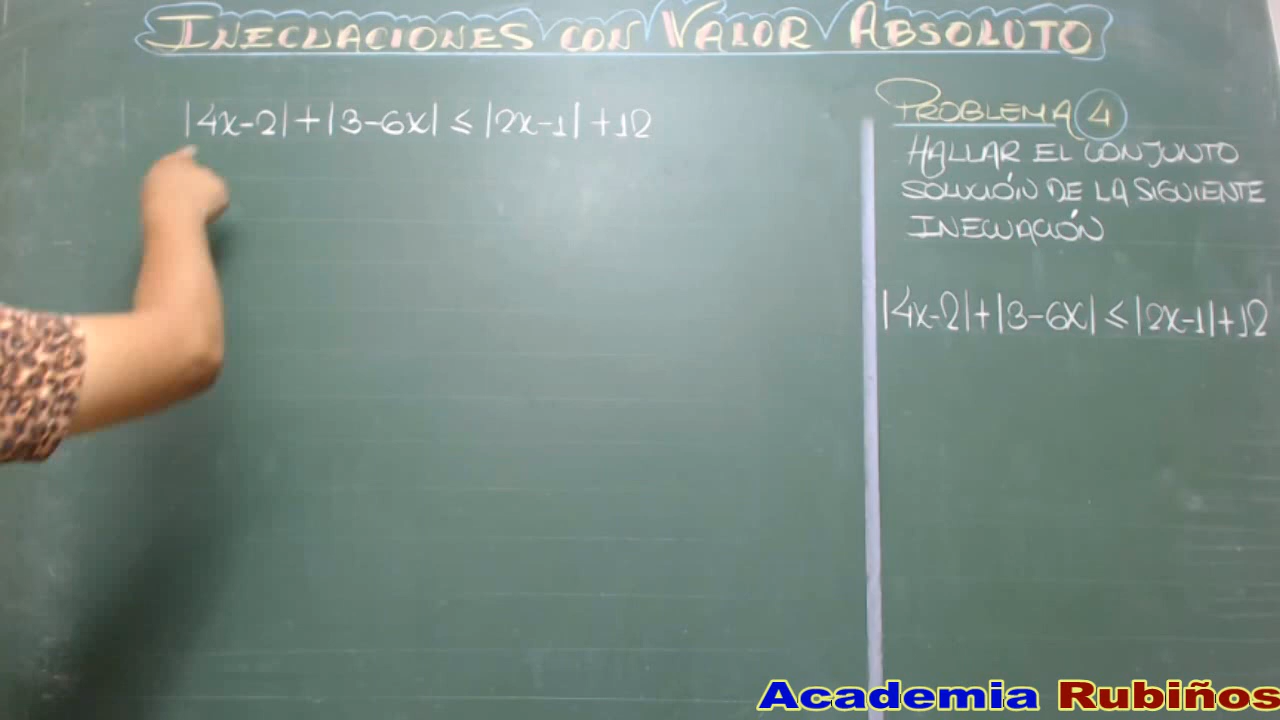 INECUACIONES CON VALOR ABSOLUTO
|4x-2|+|3-6x| ≤ |2x-1|+12
PROBLEMA 4
HALLAR EL CONJUNTO
SOLUCIÓN DE LA SIGUIENTE
INECUACIÓN
|4x-2|+|3-6x| ≤ |2x-1|+12
Academia Rubiños